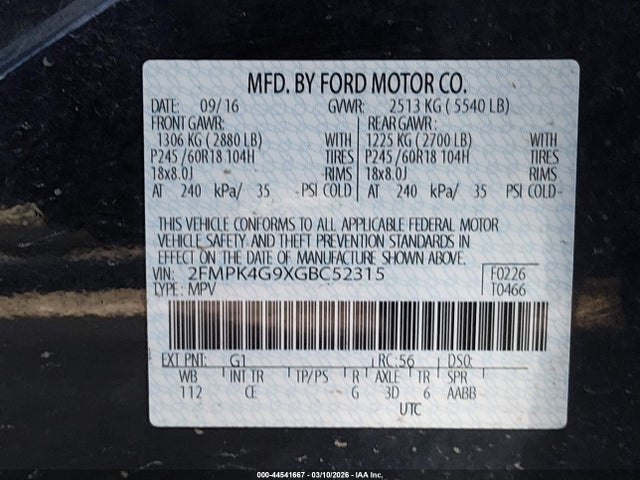 MFD. BY FORD MOTOR CO.
DATE: 09/16 GVWR: 2513 KG ( 5540 LB)
FRONT GAWR: REAR GAWR:
1306 KG ( 2880 LB) WITH 1225 KG ( 2700 LB) WITH
P245 /60R18 104H TIRES P245 /60R18 104H TIRES
18x8.0J RIMS 18x8.0J RIMS
AT 240 kPa/ 35 PSI COLD AT 240 kPa/ 35 PSI COLD
THIS VEHICLE CONFORMS TO ALL APPLICABLE FEDERAL MOTOR
VEHICLE SAFETY AND THEFT PREVENTION STANDARDS IN
EFFECT ON THE DATE OF MANUFACTURE SHOWN ABOVE.
VIN: 2FMPK4G9XGBC52315 F0226
TYPE: MPV T0466
EXT PNT: G1 RC: 56 DSO:
WB INT TR TP/PS R AXLE TR SPR
112 CE G 3D 6 AABB
UTC
000-44541667 - 03/10/2026 - IAA Inc.